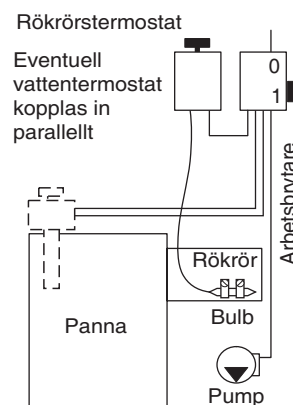 Rökrörstermostat
Eventuell
vattentermostat
kopplas in
parallellt
0
1
Arbetsbrytare
Rökrör
Panna
Bulb
Pump